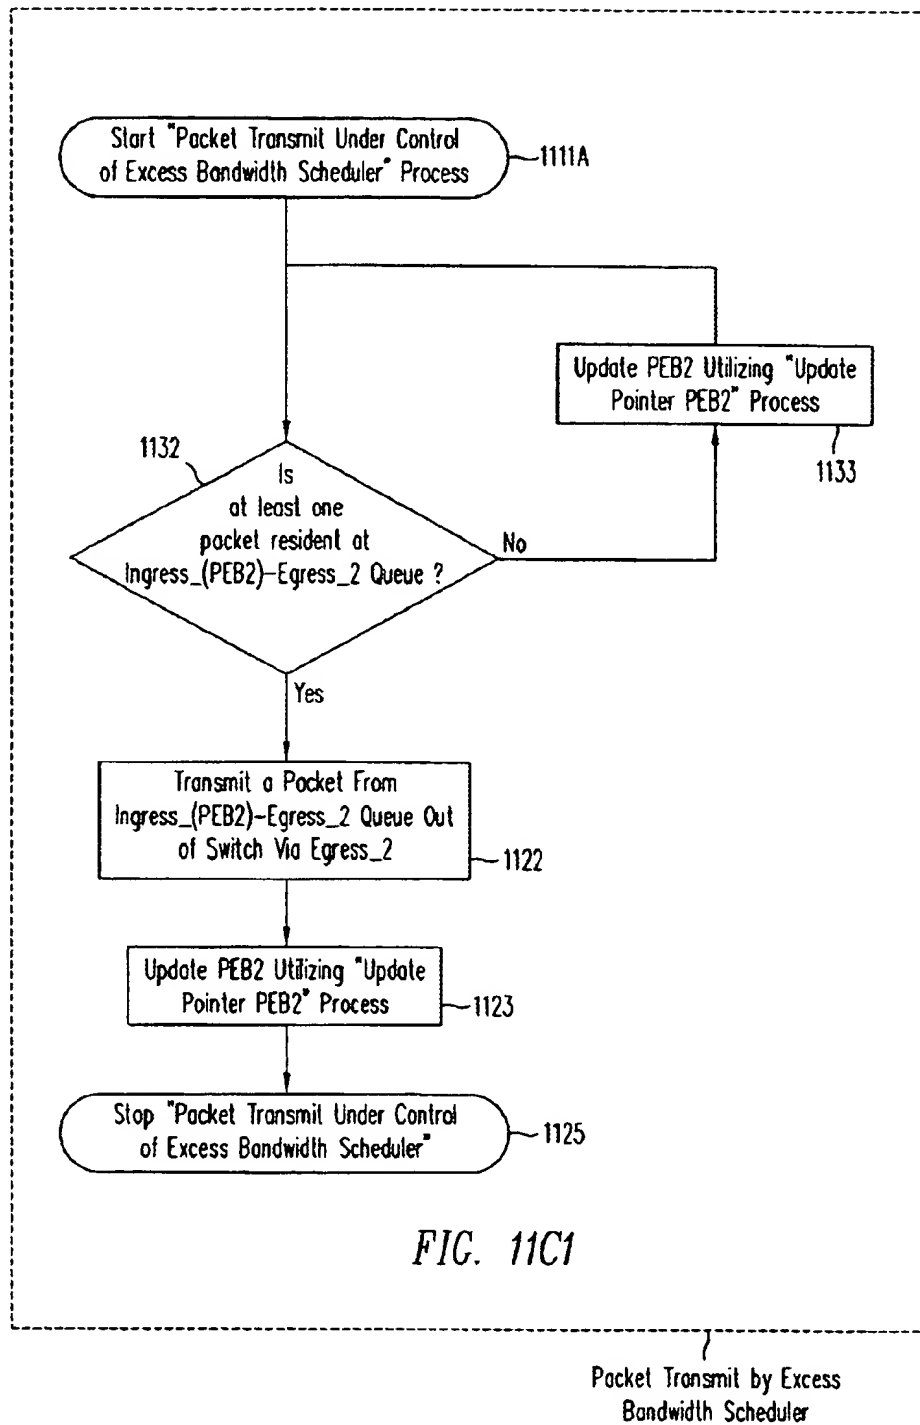 Start "Packet Transmit Under Control
of Excess Bandwidth Scheduler" Process
1111A
Update PEB2 Utilizing "Update
Pointer PEB2" Process
1133
1132
Is
at least one
packet resident at
Ingress_(PEB2)-Egress_2 Queue ?
No
Yes
Transmit a Packet From
Ingress_(PEB2)-Egress_2 Queue Out
of Switch Via Egress_2
1122
Update PEB2 Utilizing "Update
Pointer PEB2" Process
1123
Stop "Packet Transmit Under Control
of Excess Bandwidth Scheduler"
1125
FIG. 11C1
Packet Transmit by Excess
Bandwidth Scheduler